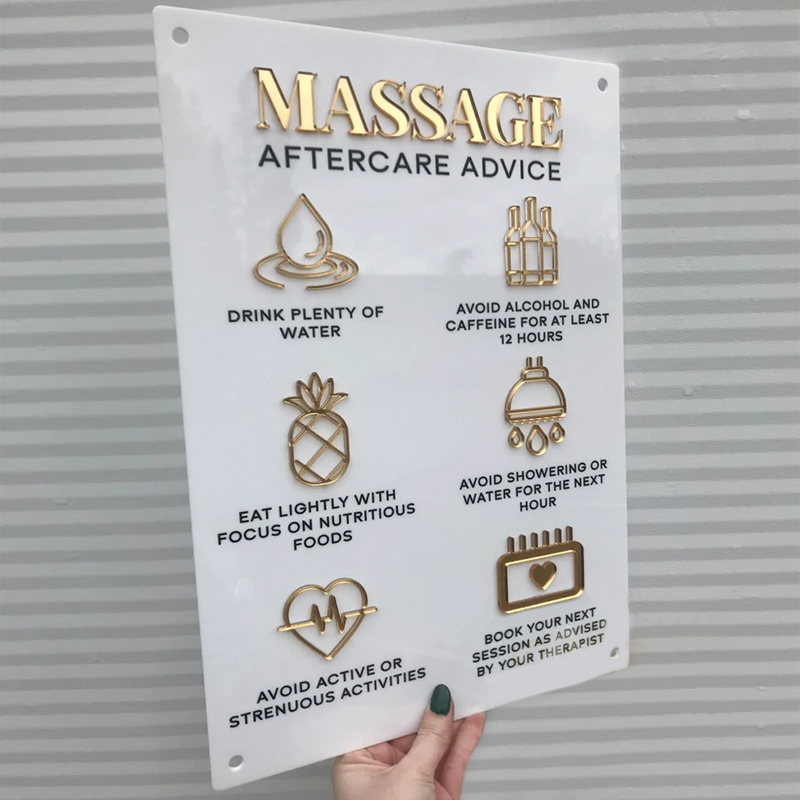 MASSAGE
AFTERCARE ADVICE
DRINK PLENTY OF
WATER
AVOID ALCOHOL AND
CAFFEINE FOR AT LEAST
12 HOURS
EAT LIGHTLY WITH
FOCUS ON NUTRITIOUS
FOODS
AVOID SHOWERING OR
WATER FOR THE NEXT
HOUR
AVOID ACTIVE OR
STRENUOUS ACTIVITIES
BOOK YOUR NEXT
SESSION AS ADVISED
BY YOUR THERAPIST